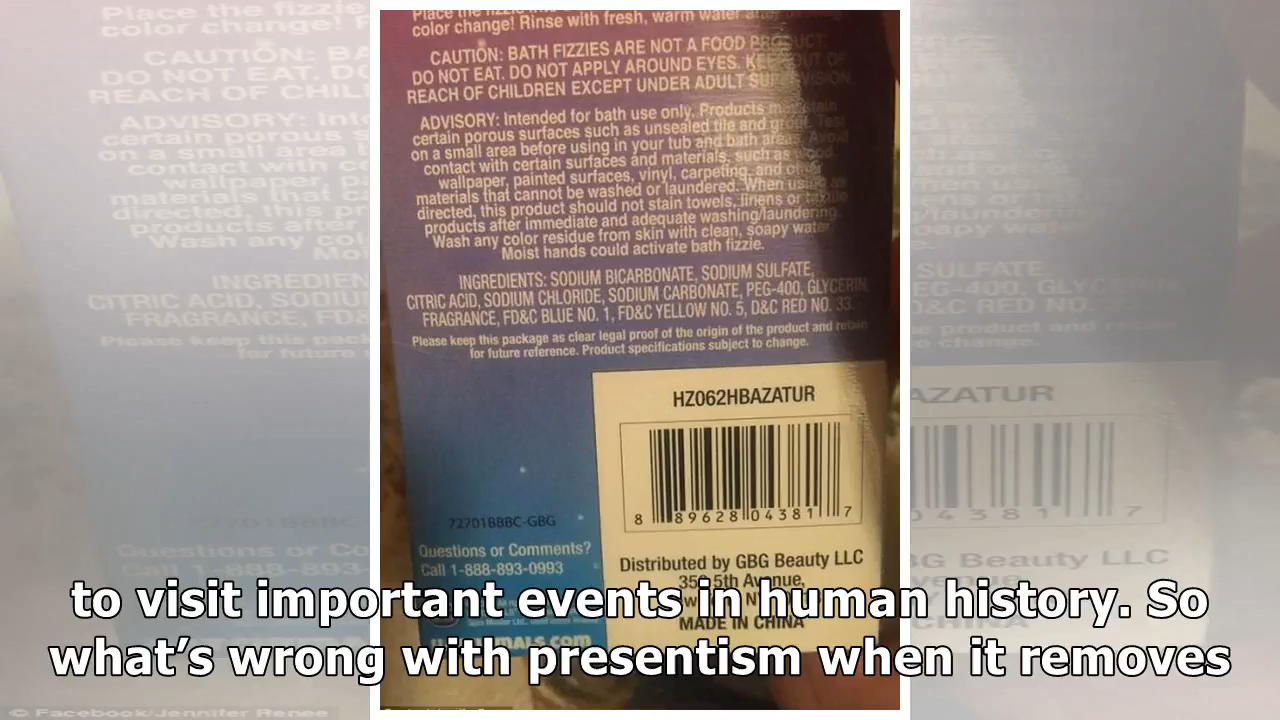 color change! Rinse with fresh, warm water after
color change!
CAUTION: BATH FIZZIES ARE NOT A FOOD PRODUCT.
DO NOT EAT. DO NOT APPLY AROUND EYES. KEEP OUT OF
REACH OF CHILDREN EXCEPT UNDER ADULT SUPERVISION.
ADVISORY: Intended for bath use only. Products may stain
certain porous surfaces such as unsealed tile and grout. Test
on a small area before using in your tub and bath areas. Avoid
contact with certain surfaces and materials, such as wood,
wallpaper, painted surfaces, vinyl, carpeting, and other
materials that cannot be washed or laundered. When using as
directed, this product should not stain towels, linens or textile
products after immediate and adequate washing/laundering.
Wash any color residue from skin with clean, soapy water.
Moist hands could activate bath fizzie.
INGREDIENTS: SODIUM BICARBONATE, SODIUM SULFATE,
CITRIC ACID, SODIUM CHLORIDE, SODIUM CARBONATE, PEG-400, GLYCERIN,
FRAGRANCE, FD&C BLUE NO. 1, FD&C YELLOW NO. 5, D&C RED NO. 33.
Please keep this package as clear legal proof of the origin of the product and retain
for future reference. Product specifications subject to change.
HZ062HBAZATUR
8 89628 04381 7
72701BBBC-GBG
Questions or Comments?
Call 1-888-893-0993
Distributed by GBG Beauty LLC
350 5th Avenue,
MADE IN CHINA
to visit important events in human history. So
what's wrong with presentism when it removes
© Facebook/Jennifer Renee